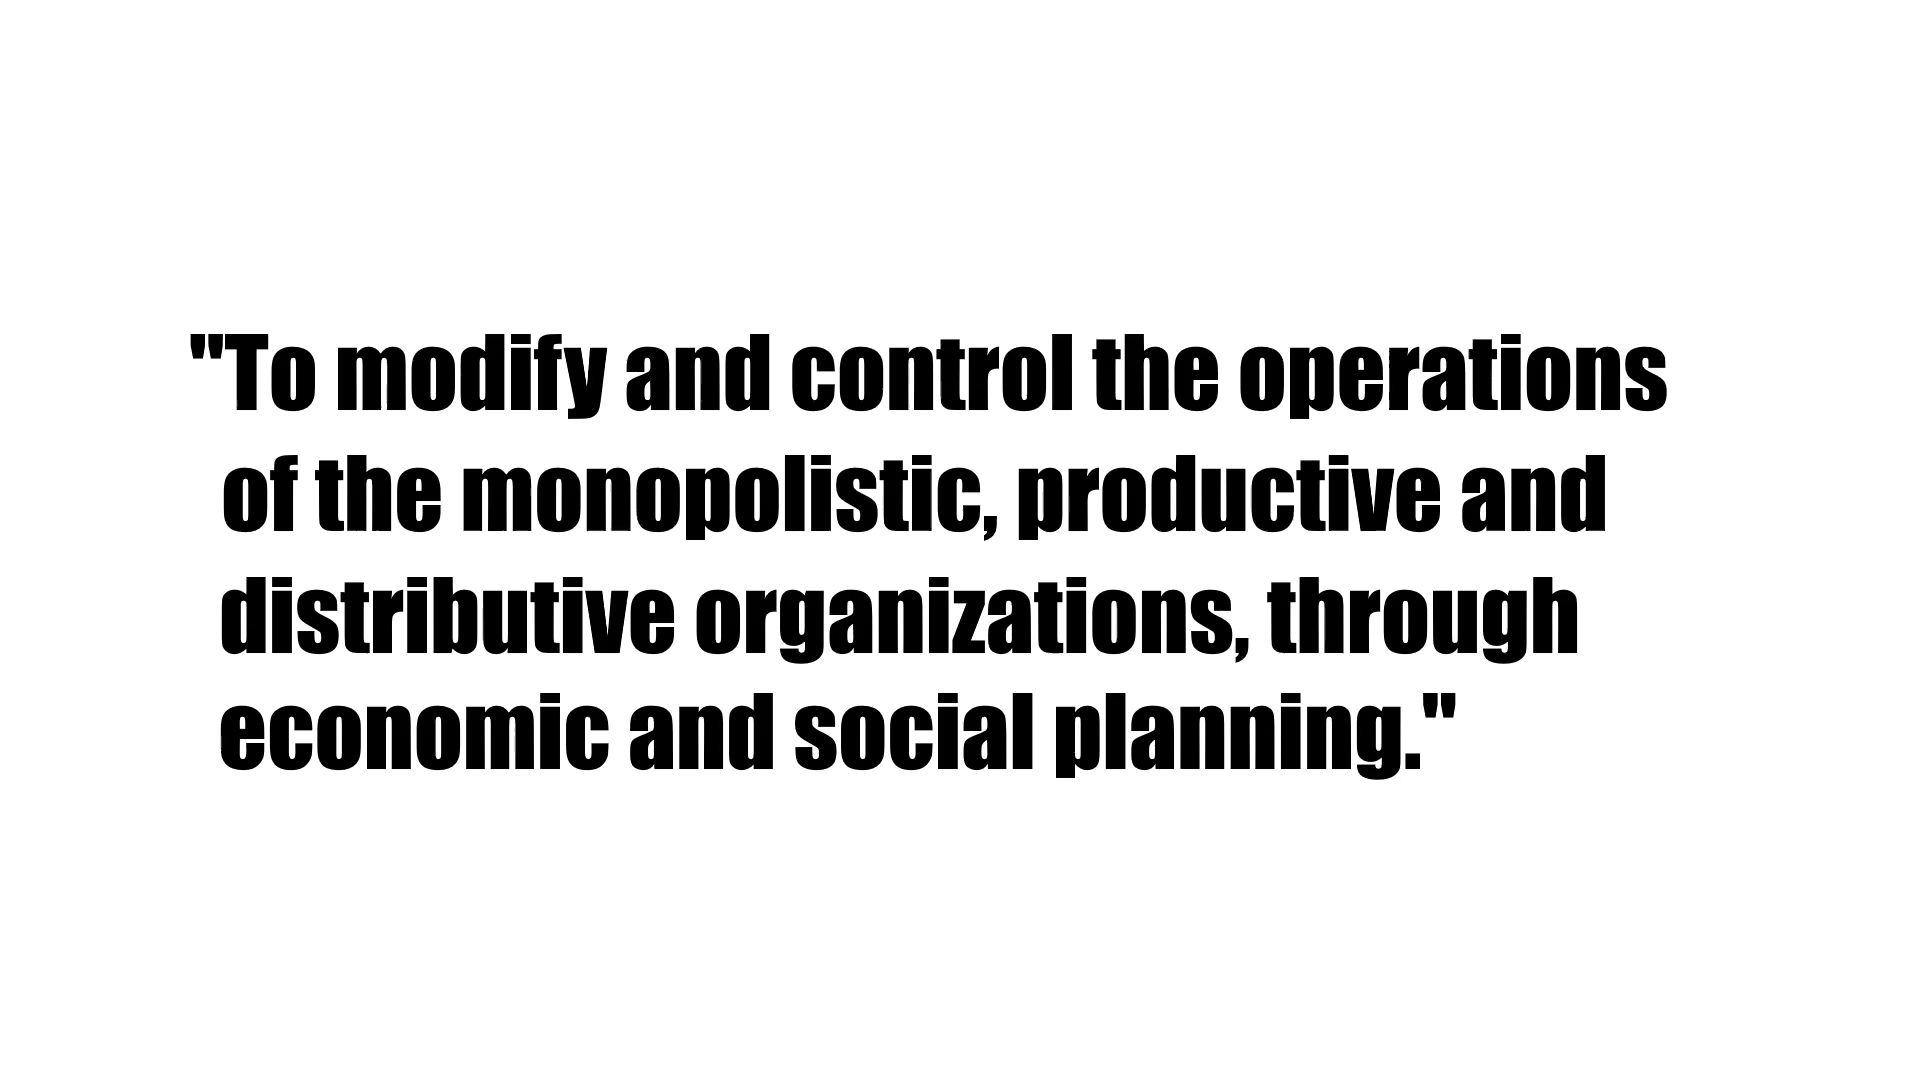 "To modify and control the operations
of the monopolistic, productive and
distributive organizations, through
economic and social planning."